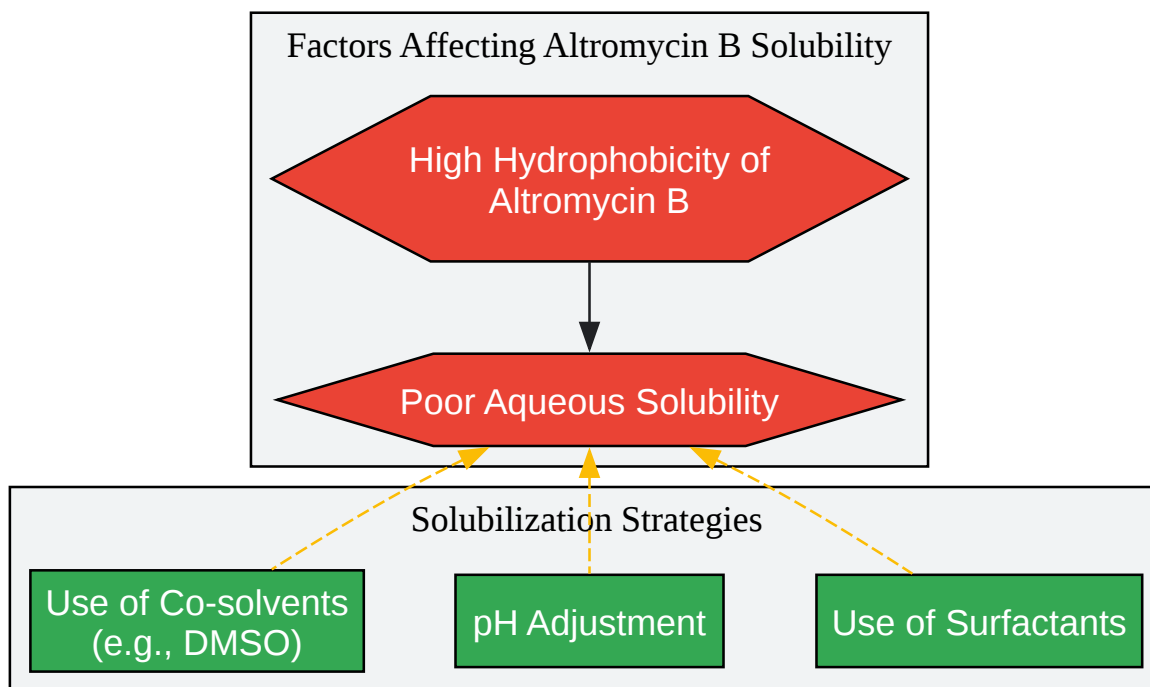 Factors Affecting Altromycin B Solubility
High Hydrophobicity of
Altromycin B
Poor Aqueous Solubility
Solubilization Strategies
Use of Co-solvents
(e.g., DMSO)
pH Adjustment
Use of Surfactants